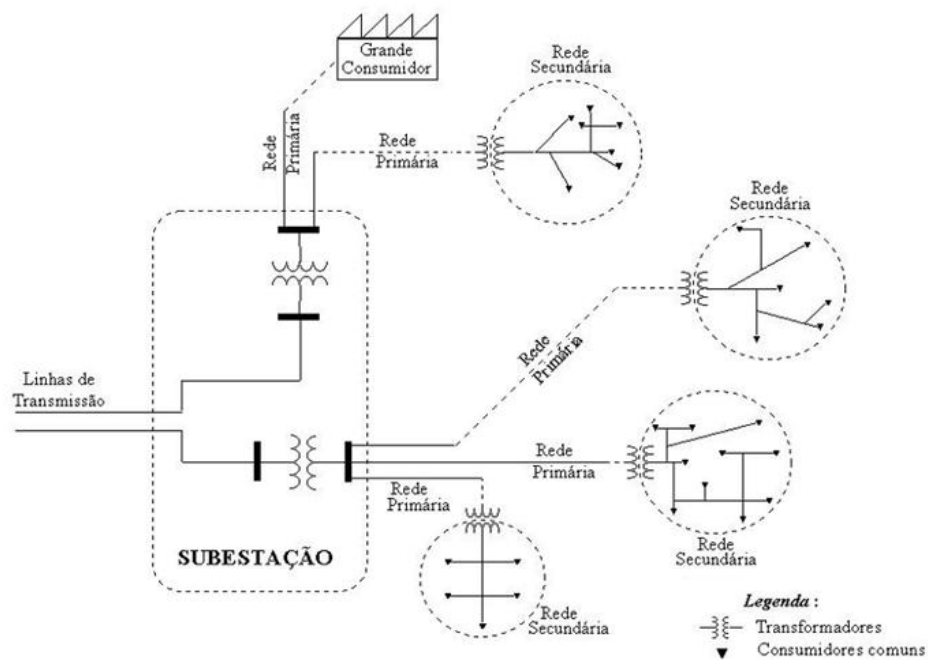 Grande
Consumidor
Rede
Secundária
Rede
Primária
Rede
Primária
Rede
Secundária
Rede
Primária
Linhas de
Transmissão
Rede
Primária
Rede
Primária
SUBESTAÇÃO
Rede
Secundária
Rede
Secundária
Legenda :
Transformadores
Consumidores comuns